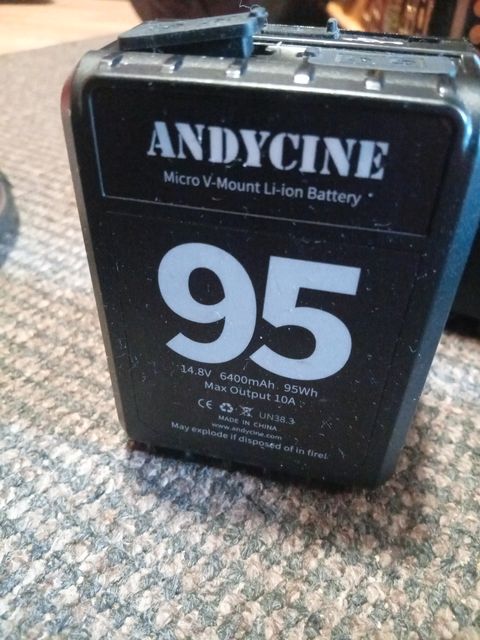 ANDYCINE
Micro V-Mount Li-ion Battery
95
14.8V 6400mAh 95Wh
Max Output 10A
CE UN38.3
MADE IN CHINA
www.andycine.com
May explode if disposed of in fire!